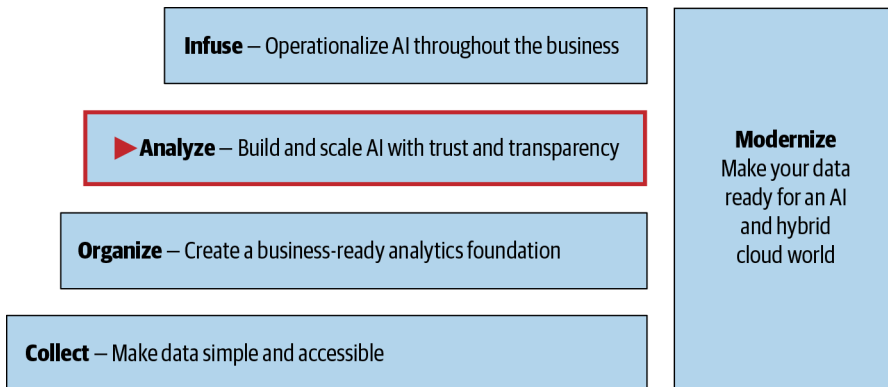 Infuse – Operationalize AI throughout the business
Analyze – Build and scale AI with trust and transparency
Organize – Create a business-ready analytics foundation
Collect – Make data simple and accessible
Modernize
Make your data
ready for an AI
and hybrid
cloud world